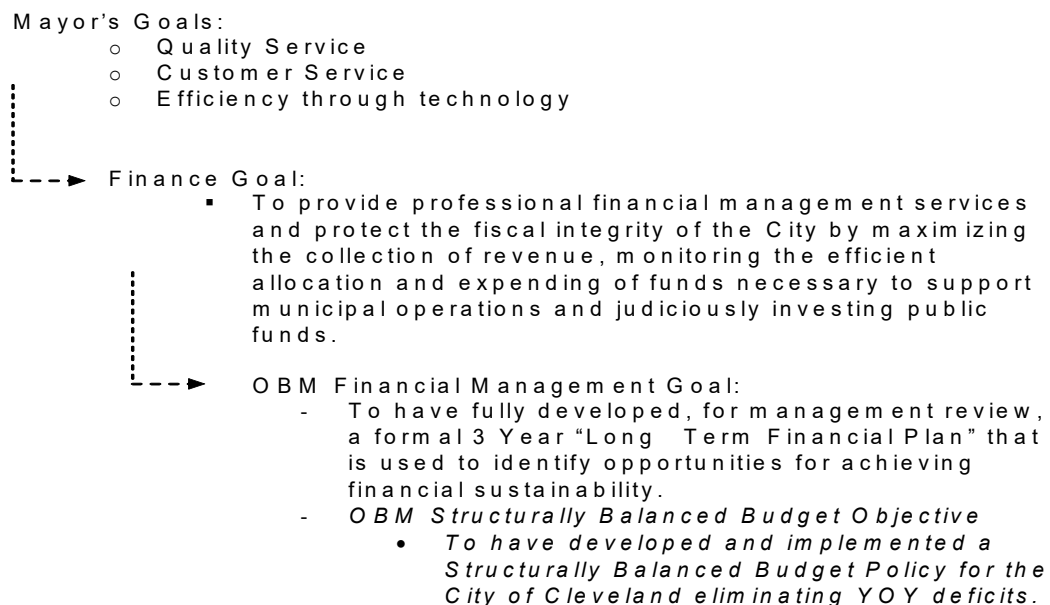 Mayor's Goals:
○ Quality Service
○ Customer Service
○ Efficiency through technology
Finance Goal:
▪ To provide professional financial management services
and protect the fiscal integrity of the City by maximizing
the collection of revenue, monitoring the efficient
allocation and expending of funds necessary to support
municipal operations and judiciously investing public
funds.
OBM Financial Management Goal:
- To have fully developed, for management review,
a formal 3 Year “Long Term Financial Plan” that
is used to identify opportunities for achieving
financial sustainability.
- OBM Structurally Balanced Budget Objective
• To have developed and implemented a
Structurally Balanced Budget Policy for the
City of Cleveland eliminating YOY deficits.